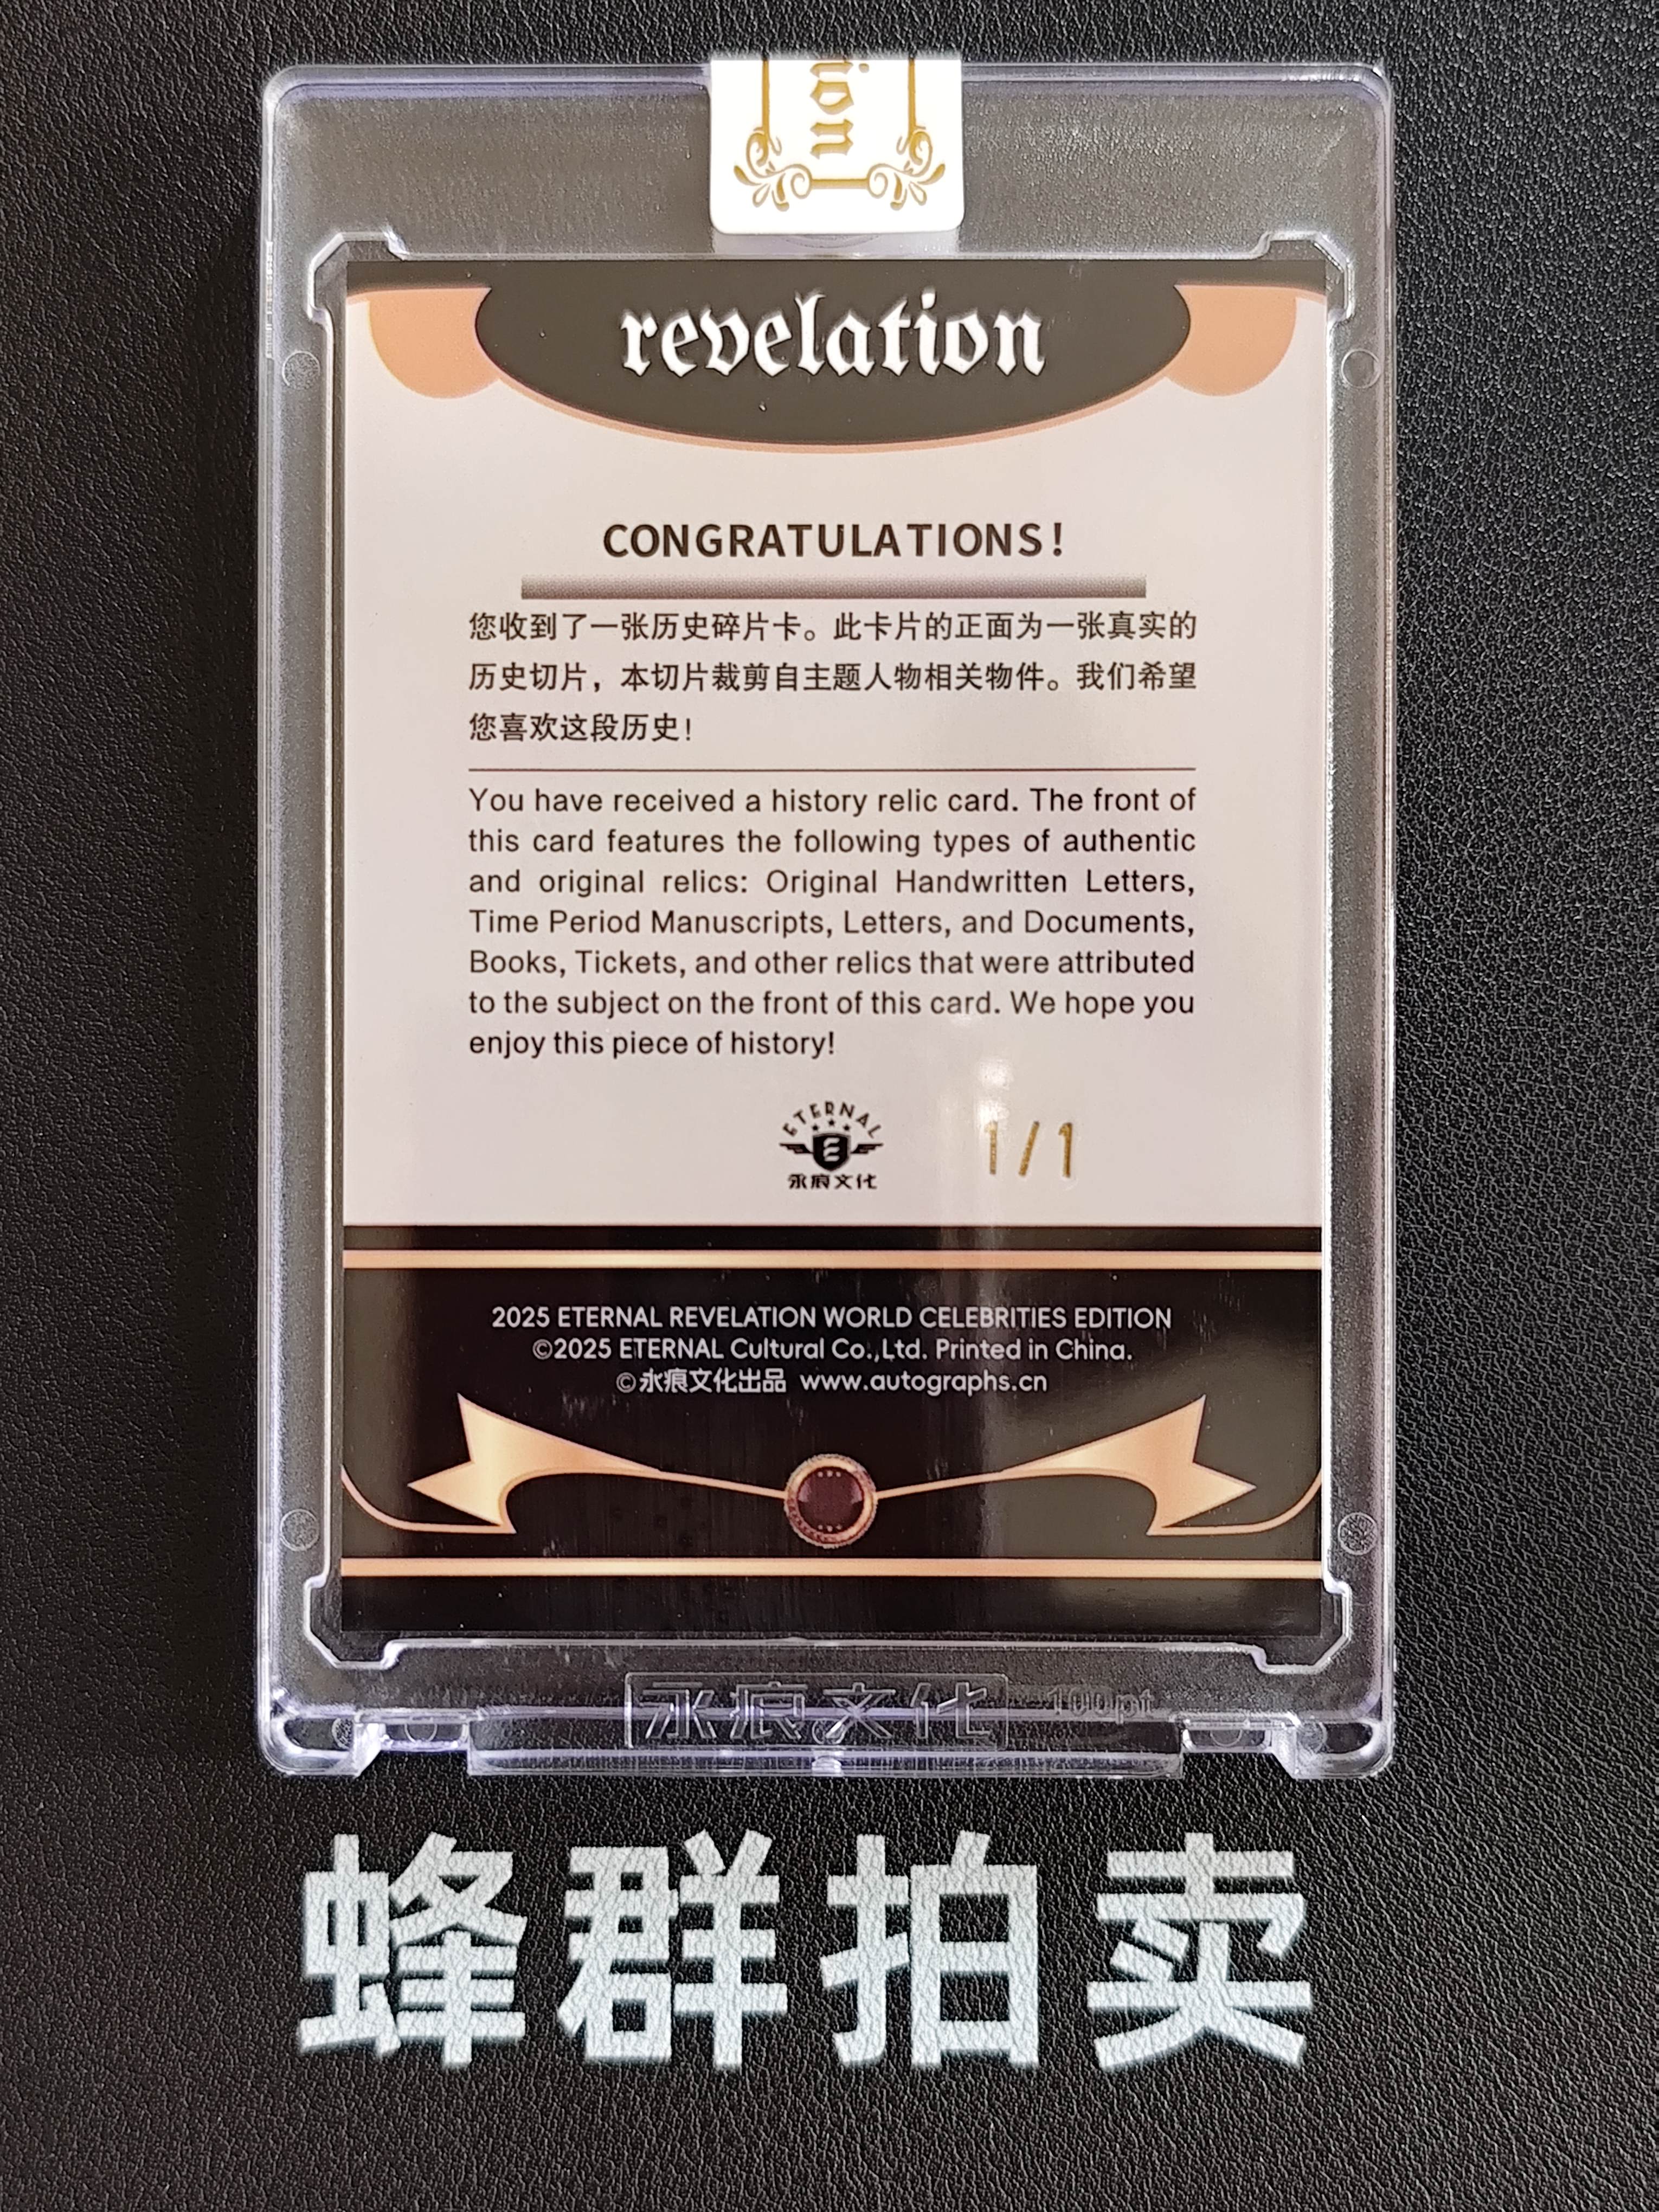 ion
revelation
CONGRATULATIONS!
您收到了一张历史碎片卡。此卡片的正面为一张真实的
历史切片，本切片裁剪自主题人物相关物件。我们希望
您喜欢这段历史！
You have received a history relic card. The front of
this card features the following types of authentic
and original relics: Original Handwritten Letters,
Time Period Manuscripts, Letters, and Documents,
Books, Tickets, and other relics that were attributed
to the subject on the front of this card. We hope you
enjoy this piece of history!
ETERNAL
永痕文化
1/1
2025 ETERNAL REVELATION WORLD CELEBRITIES EDITION
©2025 ETERNAL Cultural Co.,Ltd. Printed in China.
©永痕文化出品 www.autographs.cn
永痕文化 100pt
蜂群拍卖